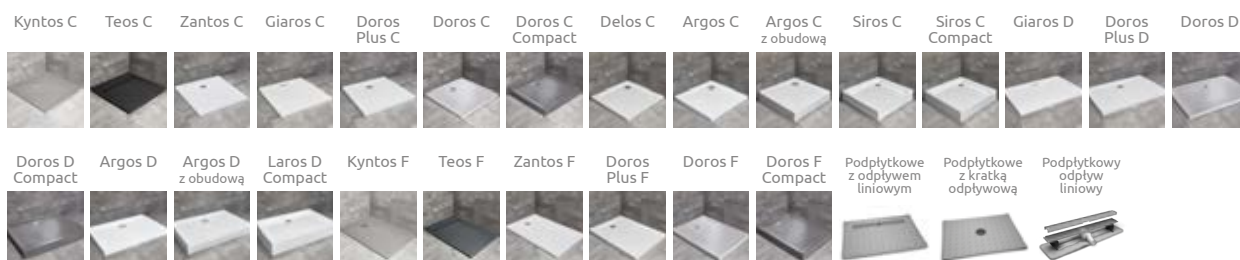 Kyntos C
Teos C
Zantos C
Giaros C
Doros
Plus C
Doros C
Doros C
Compact
Delos C
Argos C
Argos C
z obudową
Siros C
Siros C
Compact
Giaros D
Doros
Plus D
Doros D
Doros D
Compact
Argos D
Argos D
z obudową
Laros D
Compact
Kyntos F
Teos F
Zantos F
Doros
Plus F
Doros F
Doros F
Compact
Podpłytkowe
z odpływem
liniowym
Podpłytkowe
z kratką
odpływową
Podpłytkowy
odpływ
liniowy